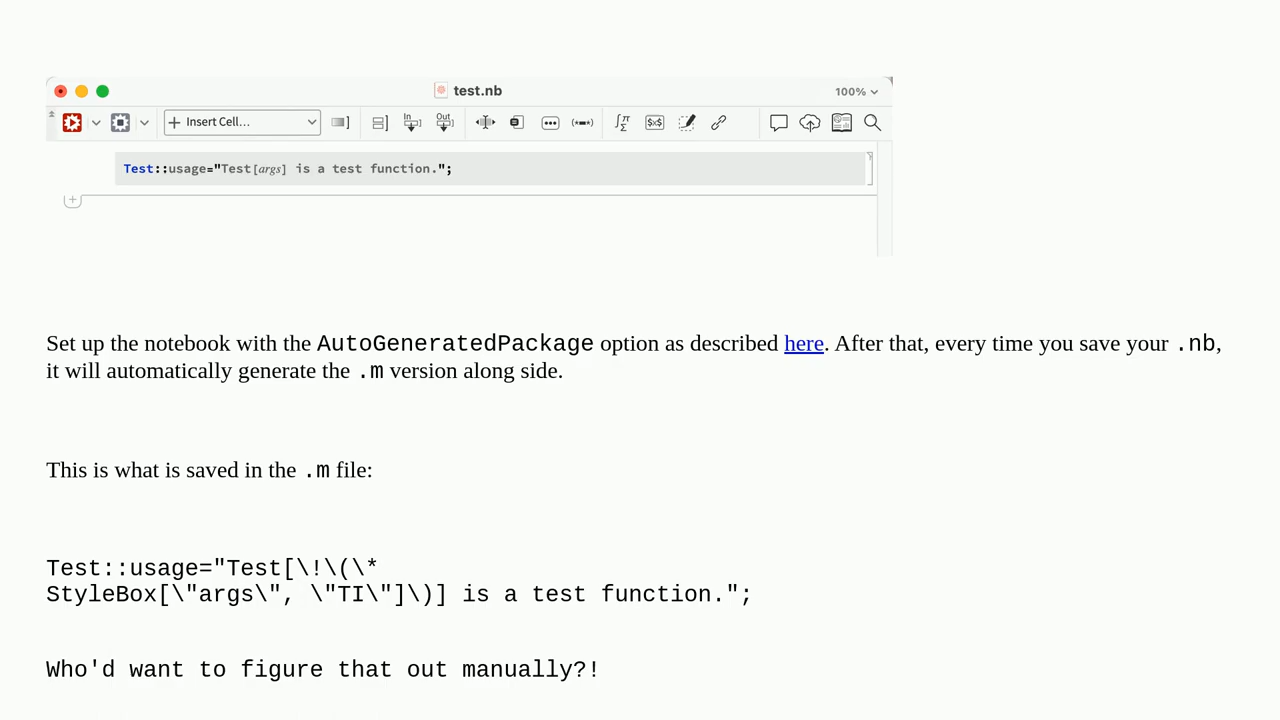 test.nb
100%
Insert Cell...
In
Out
Test::usage="Test[args] is a test function.";
Set up the notebook with the AutoGeneratedPackage option as described here. After that, every time you save your .nb,
it will automatically generate the .m version along side.
This is what is saved in the .m file:
Test::usage="Test[\!\(\*
StyleBox[\"args\", \"TI\"]\)] is a test function.";
Who'd want to figure that out manually?!